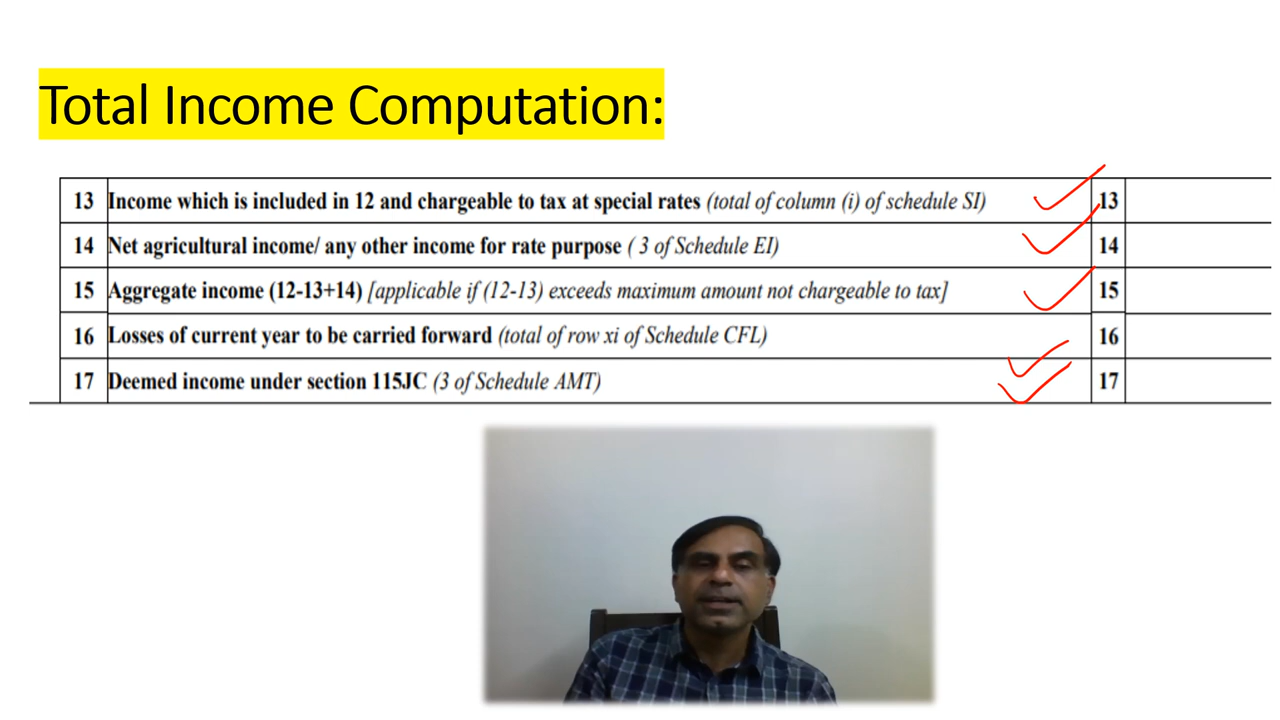 Total Income Computation:
13 Income which is included in 12 and chargeable to tax at special rates (total of column (i) of schedule SI) 13
14 Net agricultural income/ any other income for rate purpose ( 3 of Schedule EI) 14
15 Aggregate income (12-13+14) [applicable if (12-13) exceeds maximum amount not chargeable to tax] 15
16 Losses of current year to be carried forward (total of row xi of Schedule CFL) 16
17 Deemed income under section 115JC (3 of Schedule AMT) 17